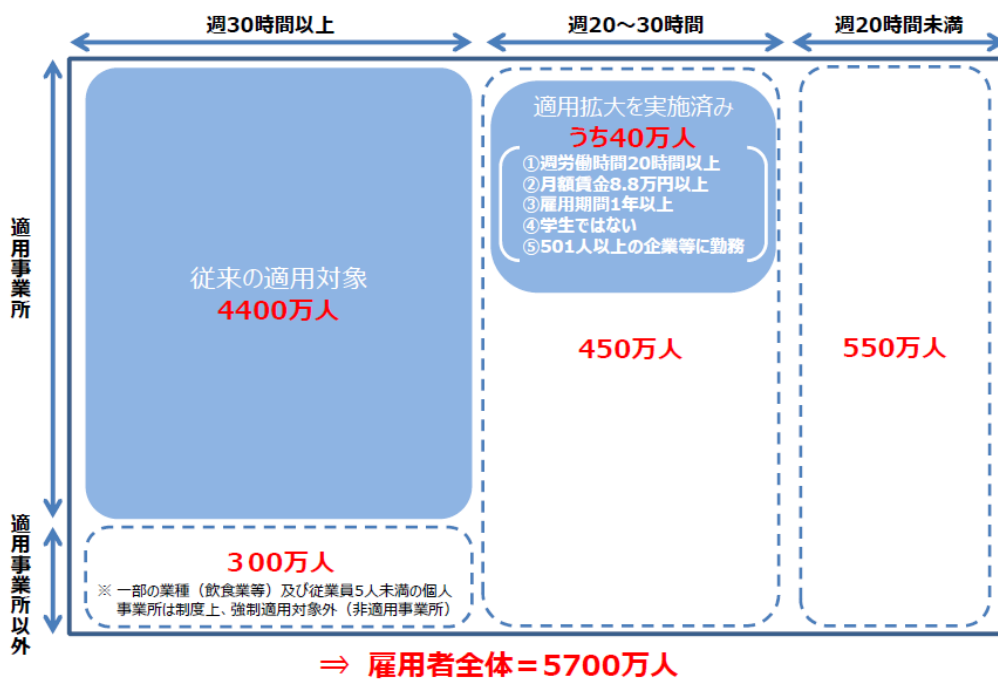 週30時間以上
週20～30時間
週20時間未満
適用事業所
適用事業所以外
従来の適用対象
4400万人
適用拡大を実施済み
うち40万人
①週労働時間20時間以上
②月額賃金8.8万円以上
③雇用期間1年以上
④学生ではない
⑤501人以上の企業等に勤務
450万人
550万人
３００万人
※ 一部の業種（飲食業等）及び従業員5人未満の個人
事業所は制度上、強制適用対象外（非適用事業所）
⇒ 雇用者全体＝5700万人